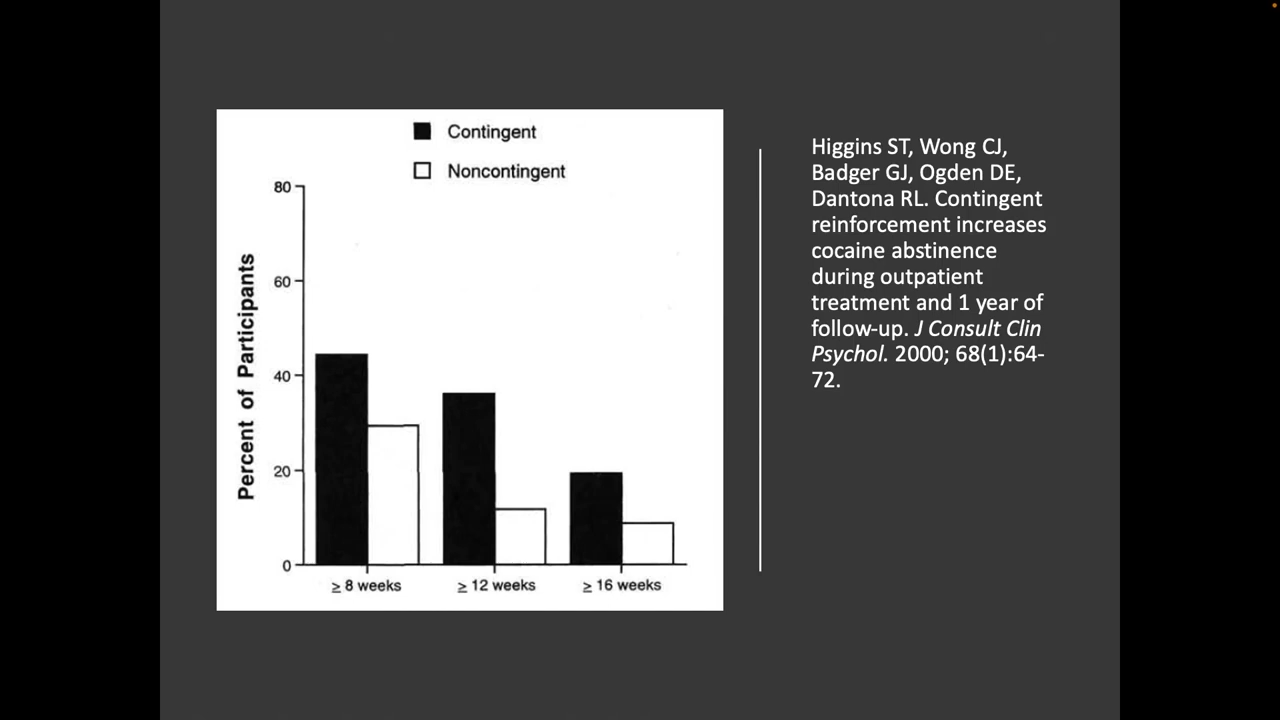 Contingent
Noncontingent
80
60
40
20
0
Percent of Participants
≥ 8 weeks
≥ 12 weeks
≥ 16 weeks
Higgins ST, Wong CJ,
Badger GJ, Ogden DE,
Dantona RL. Contingent
reinforcement increases
cocaine abstinence
during outpatient
treatment and 1 year of
follow-up. J Consult Clin
Psychol. 2000; 68(1):64-
72.